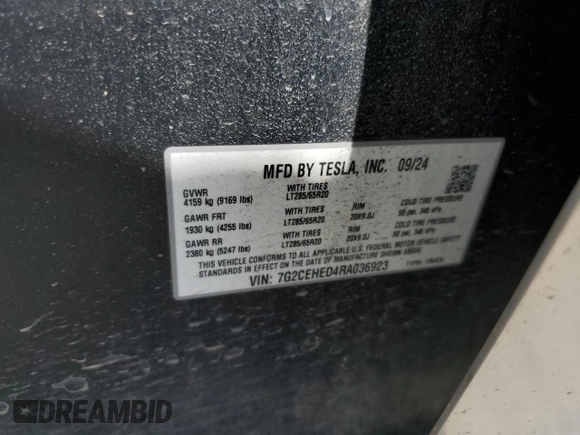 MFD BY TESLA, INC. 09/24
GVWR
4159 kg (9169 lbs)
WITH TIRES
LT285/65R20
GAWR FRT
1930 kg (4255 lbs)
WITH TIRES
LT285/65R20
RIM
20X9.0J
COLD TIRE PRESSURE
50 psi, 345 kPa
GAWR RR
2380 kg (5247 lbs)
WITH TIRES
LT285/65R20
RIM
20X9.0J
COLD TIRE PRESSURE
50 psi, 345 kPa
THIS VEHICLE CONFORMS TO ALL APPLICABLE U.S. FEDERAL MOTOR VEHICLE SAFETY
STANDARDS IN EFFECT ON THE DATE OF MANUFACTURE SHOWN ABOVE.
VIN: 7G2CEHED4RA036923 TYPE: TRUCK
DREAMBID